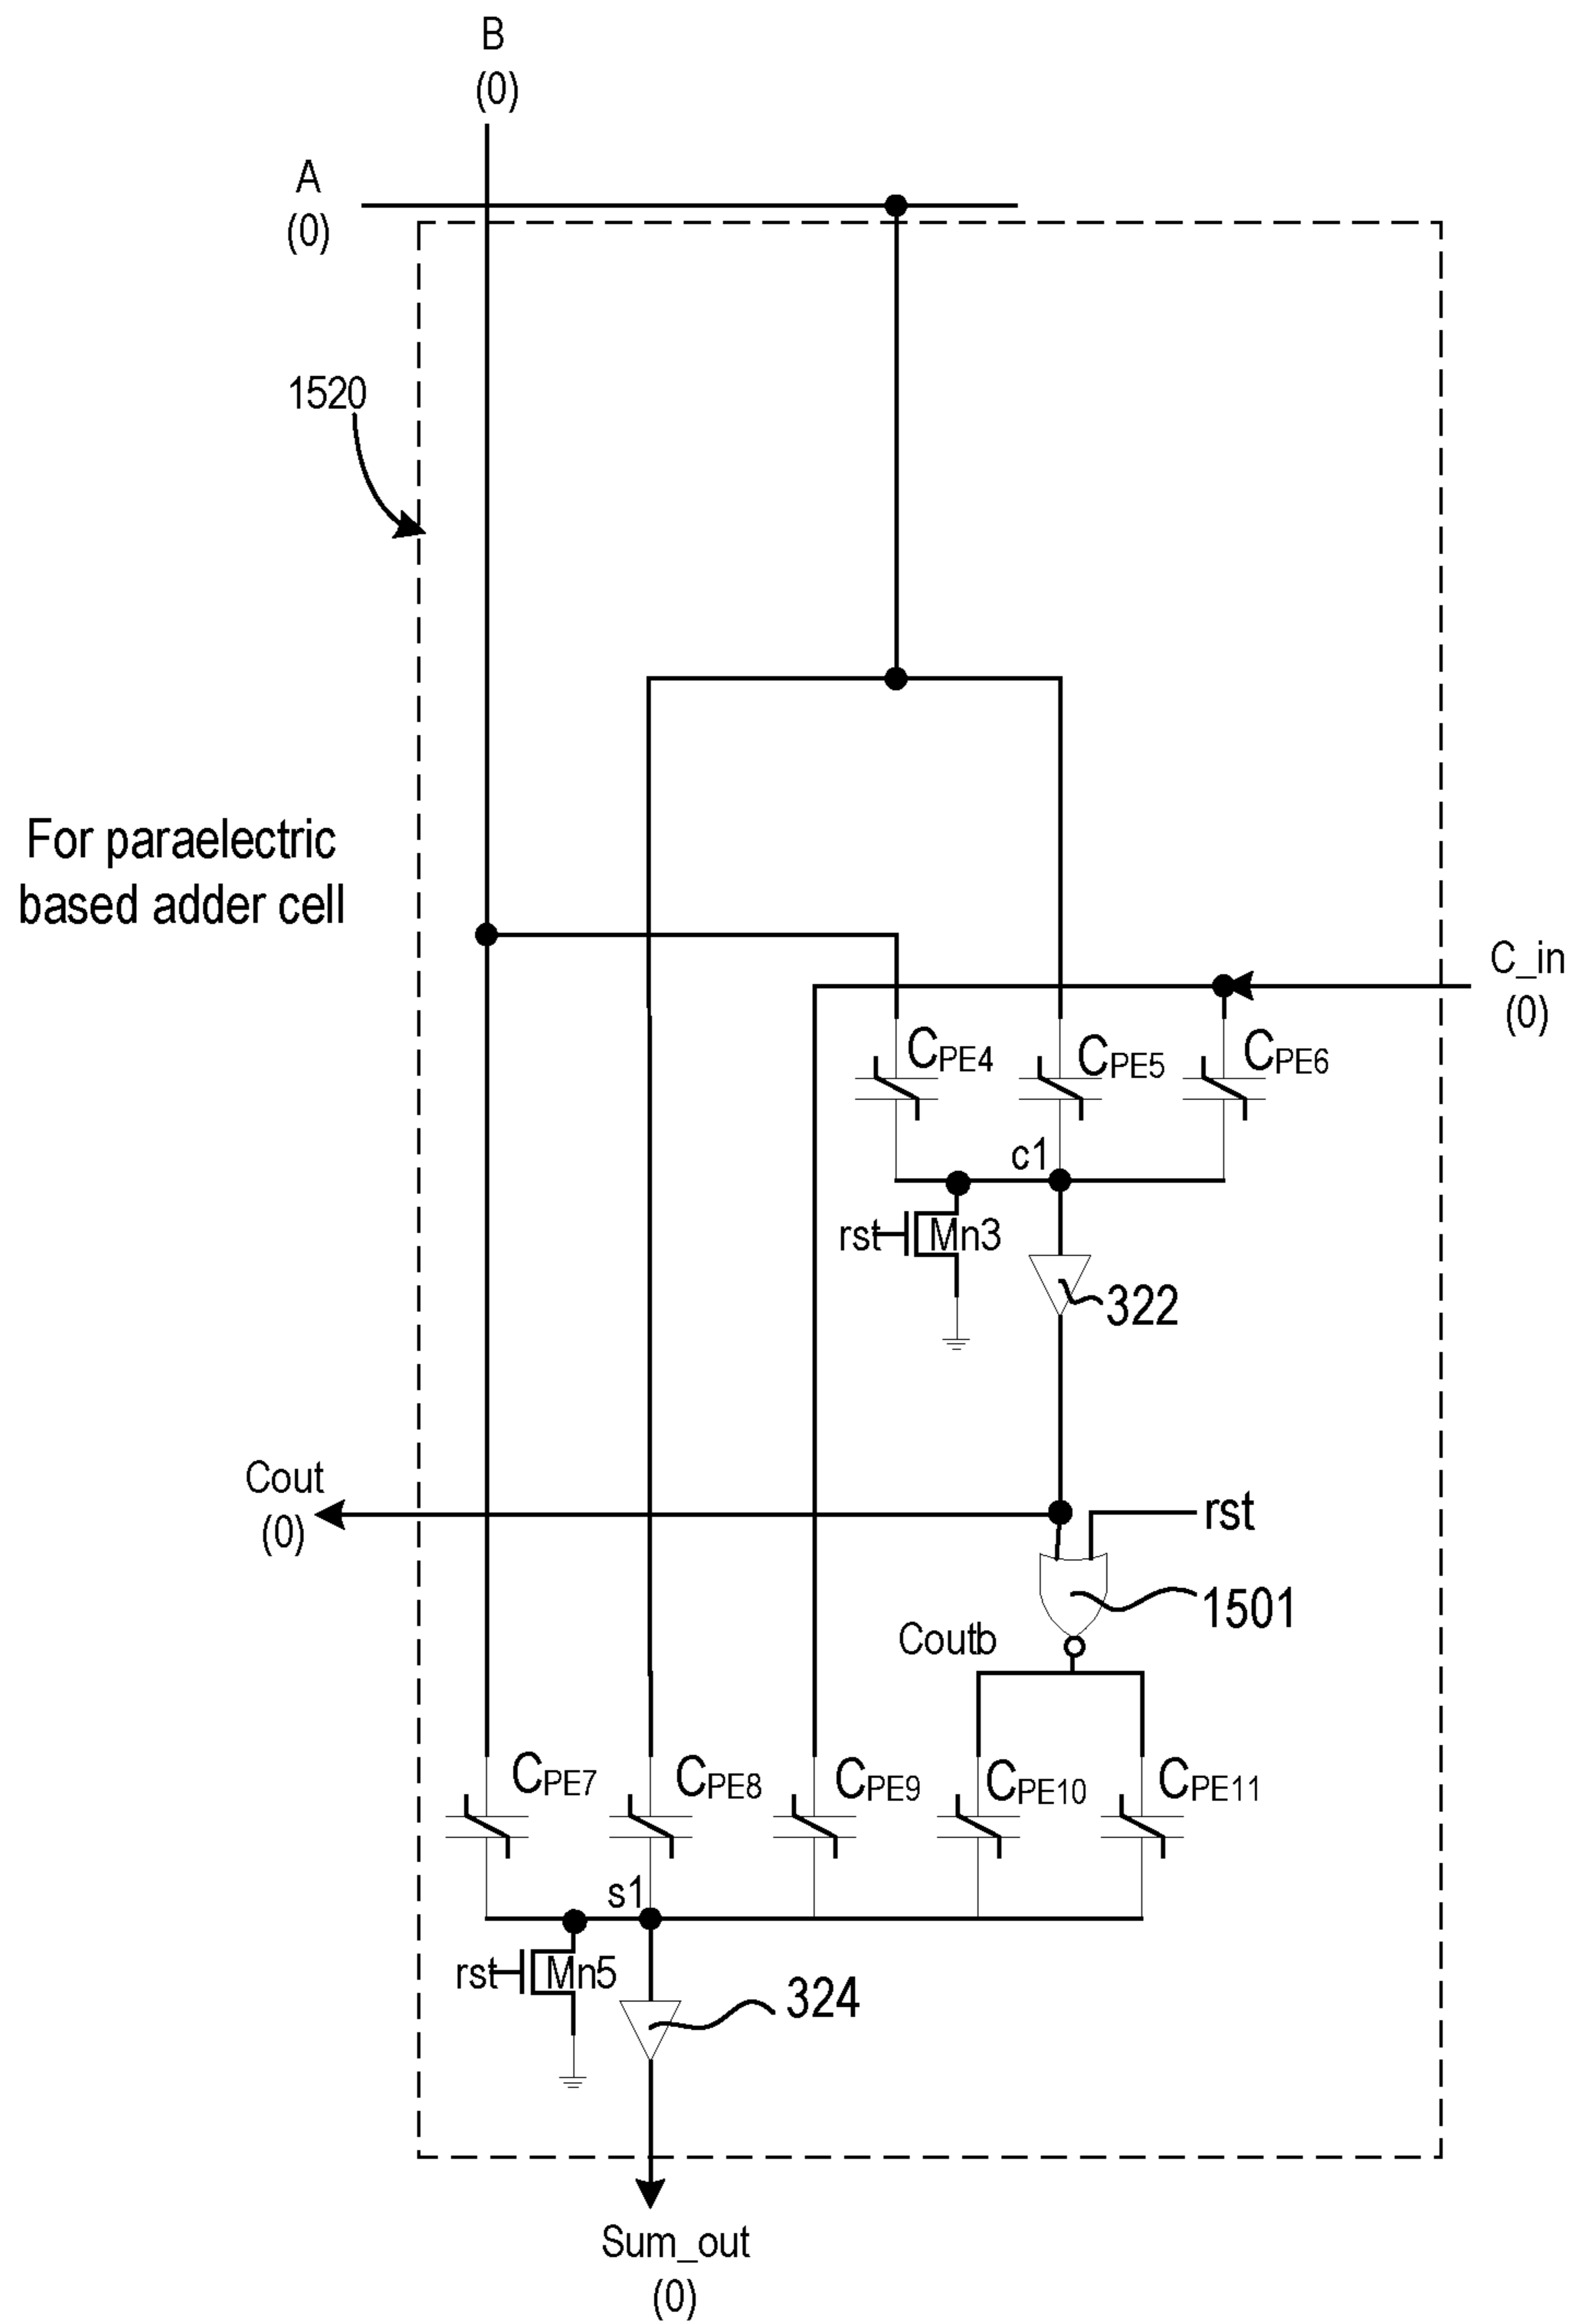 B
(0)
A
(0)
1520
For paraelectric
based adder cell
C_in
(0)
CPE4
CPE5
CPE6
c1
rst
Mn3
322
Cout
(0)
rst
1501
Coutb
CPE7
CPE8
CPE9
CPE10
CPE11
s1
rst
Mn5
324
Sum_out
(0)